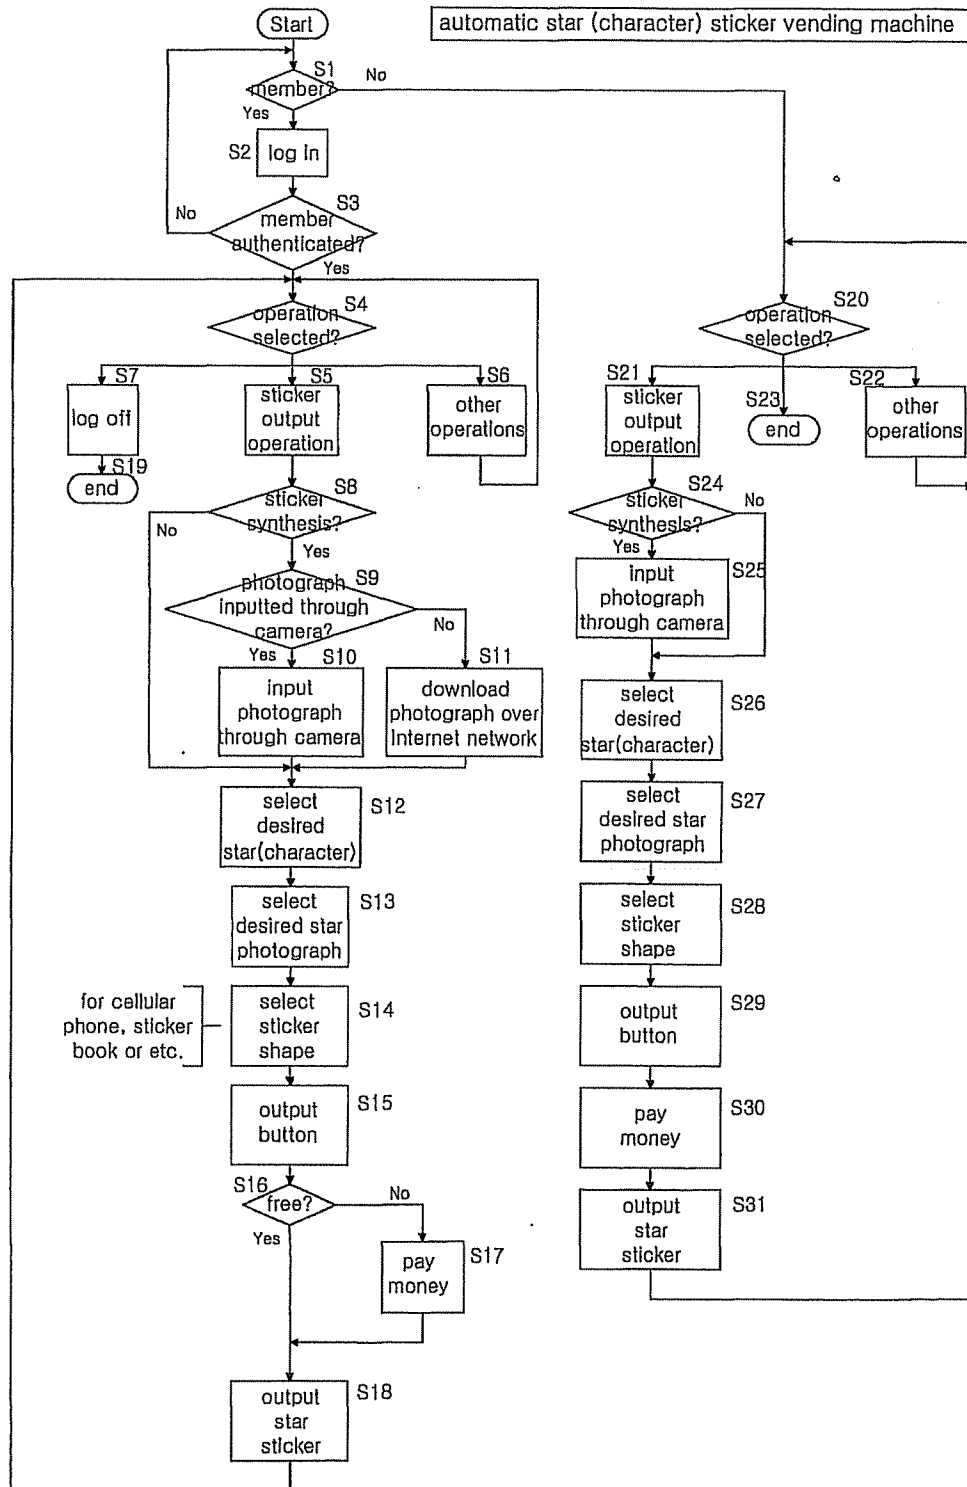 Start
automatic star (character) sticker vending machine
S1
member?
No
Yes
S2
log in
S3
member
authenticated?
No
Yes
S4
operation
selected?
S7
log off
S19
end
S5
sticker
output
operation
S6
other
operations
S8
sticker
synthesis?
No
Yes
S9
photograph
inputted through
camera?
No
Yes
S10
input
photograph
through camera
S11
download
photograph over
Internet network
S12
select
desired
star(character)
S13
select
desired star
photograph
for cellular
phone, sticker
book or etc.
S14
select
sticker
shape
S15
output
button
S16
free?
No
Yes
S17
pay
money
S18
output
star
sticker
S20
operation
selected?
S21
sticker
output
operation
S23
end
S22
other
operations
S24
sticker
synthesis?
No
Yes
S25
input
photograph
through camera
S26
select
desired
star(character)
S27
select
desired star
photograph
S28
select
sticker
shape
S29
output
button
S30
pay
money
S31
output
star
sticker